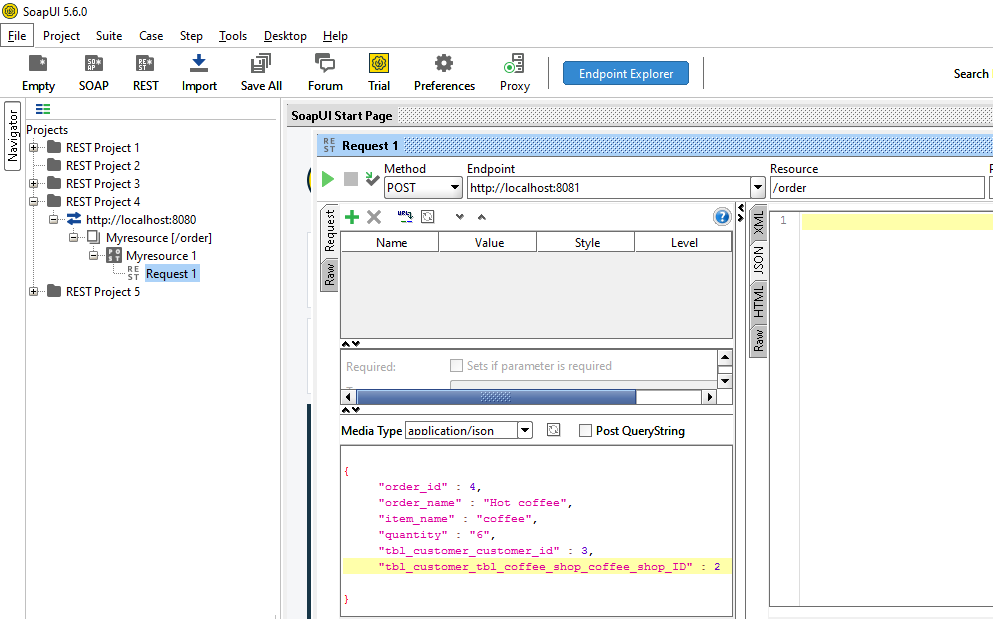 SoapUI 5.6.0
File Project Suite Case Step Tools Desktop Help
Empty SOAP REST Import Save All Forum Trial Preferences Proxy Endpoint Explorer Search
Navigator
Projects
REST Project 1
REST Project 2
REST Project 3
REST Project 4
http://localhost:8080
Myresource [/order]
Myresource 1
REST Request 1
REST Project 5
SoapUI Start Page
REST Request 1
Method Endpoint Resource
POST http://localhost:8081 /order
Request
Raw
Name Value Style Level
Required: Sets if parameter is required
Media Type application/json Post QueryString
{
"order_id" : 4,
"order_name" : "Hot coffee",
"item_name" : "coffee",
"quantity" : "6",
"tbl_customer_customer_id" : 3,
"tbl_customer_tbl_coffee_shop_coffee_shop_ID" : 2
}
XML
JSON
HTML
Raw
1